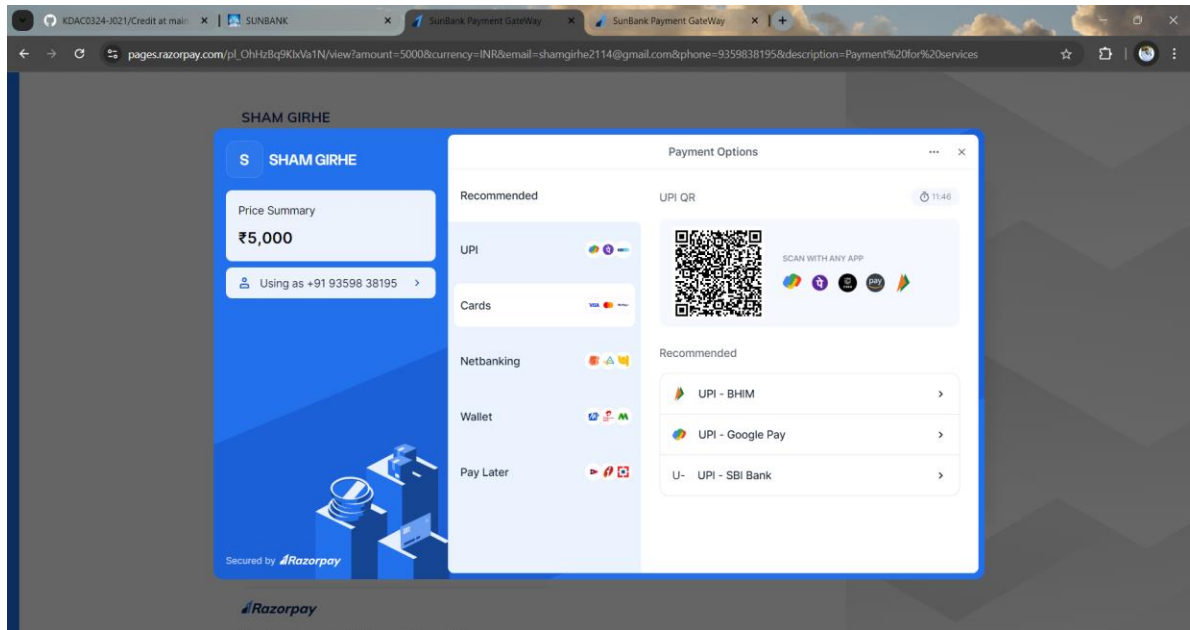 KDAC0324-J021/Credit at main
SUNBANK
SunBank Payment GateWay
SunBank Payment GateWay
pages.razorpay.com/pl_OhHzBq9KlxVa1N/view?amount=5000&currency=INR&email=shamgirhe2114@gmail.com&phone=9359838195&description=Payment%20for%20services
SHAM GIRHE
S SHAM GIRHE
Price Summary
₹5,000
Using as +91 93598 38195
Secured by Razorpay
Payment Options
Recommended
UPI
Cards
VISA
Netbanking
Wallet
Pay Later
UPI QR
11:46
SCAN WITH ANY APP
pay
Recommended
UPI - BHIM
UPI - Google Pay
U- UPI - SBI Bank
Razorpay